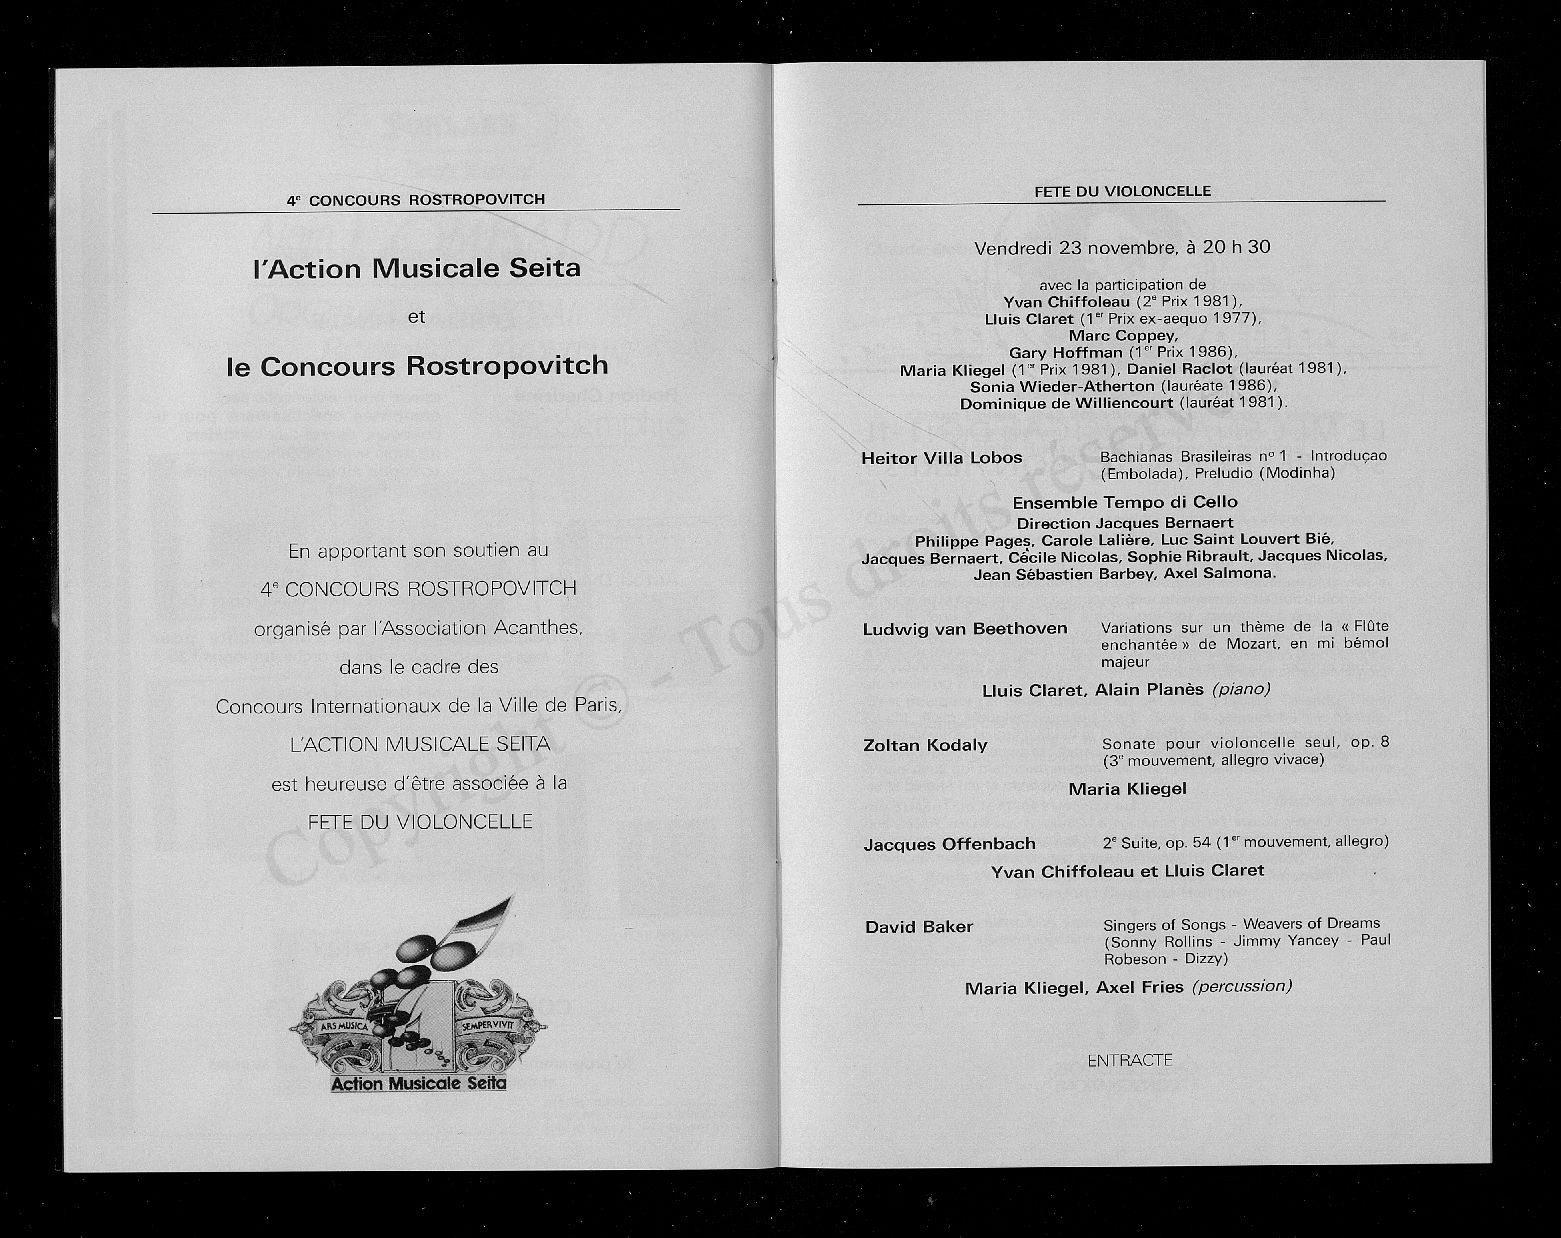 4e CONCOURS ROSTROPOVITCH
l'Action Musicale Seita
et
le Concours Rostropovitch
En apportant son soutien au
4e CONCOURS ROSTROPOVITCH
organisé par l'Association Acanthes,
dans le cadre des
Concours Internationaux de la Ville de Paris,
L'ACTION MUSICALE SEITA
est heureuse d'être associée à la
FETE DU VIOLONCELLE
ARS MUSICA SEMPER VIVIT
Action Musicale Seita
FETE DU VIOLONCELLE
Vendredi 23 novembre, à 20 h 30
avec la participation de
Yvan Chiffoleau (2e Prix 1981),
Lluis Claret (1er Prix ex-aequo 1977),
Marc Coppey,
Gary Hoffman (1er Prix 1986),
Maria Kliegel (1er Prix 1981), Daniel Raclot (lauréat 1981),
Sonia Wieder-Atherton (lauréate 1986),
Dominique de Williencourt (lauréat 1981).
Heitor Villa Lobos Bachianas Brasileiras nº 1 - Introduçao
(Embolada), Preludio (Modinha)
Ensemble Tempo di Cello
Direction Jacques Bernaert
Philippe Pages, Carole Lalière, Luc Saint Louvert Bié,
Jacques Bernaert, Cécile Nicolas, Sophie Ribrault, Jacques Nicolas,
Jean Sébastien Barbey, Axel Salmona.
Ludwig van Beethoven Variations sur un thème de la « Flûte
enchantée » de Mozart, en mi bémol
majeur
Lluis Claret, Alain Planès (piano)
Zoltan Kodaly Sonate pour violoncelle seul, op. 8
(3e mouvement, allegro vivace)
Maria Kliegel
Jacques Offenbach 2e Suite, op. 54 (1er mouvement, allegro)
Yvan Chiffoleau et Lluis Claret
David Baker Singers of Songs - Weavers of Dreams
(Sonny Rollins - Jimmy Yancey - Paul
Robeson - Dizzy)
Maria Kliegel, Axel Fries (percussion)
ENTRACTE
Copyright © - Tous droits réservés